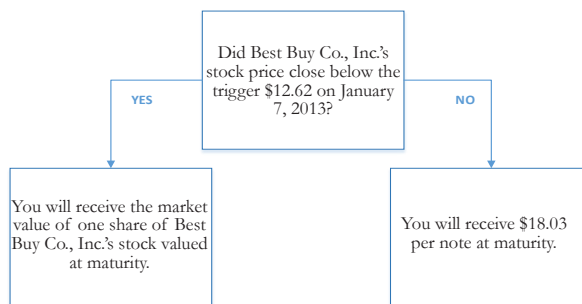 Did Best Buy Co., Inc.'s
stock price close below the
trigger $12.62 on January
7, 2013?
YES
NO
You will receive the market
value of one share of Best
Buy Co., Inc.'s stock valued
at maturity.
You will receive $18.03
per note at maturity.